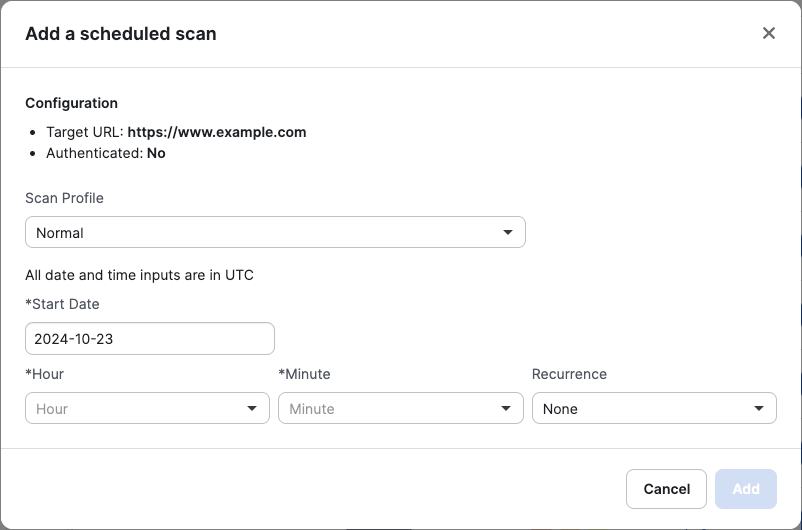 Add a scheduled scan
Configuration
• Target URL: https://www.example.com
• Authenticated: No
Scan Profile
Normal
All date and time inputs are in UTC
*Start Date
2024-10-23
*Hour *Minute Recurrence
Hour Minute None
Cancel Add